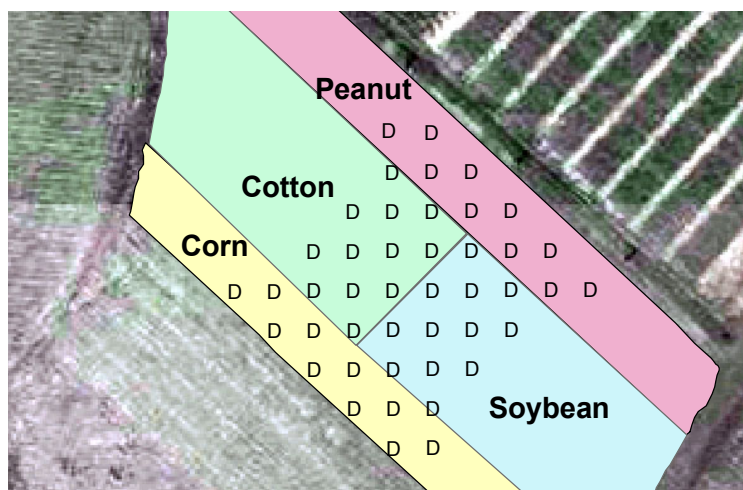 Peanut
D D
D D D
Cotton
D D D D D
Corn D D D D D D D
D D D D D D D D D D
D D D D D D D
D D D D D
D D D Soybean
D D